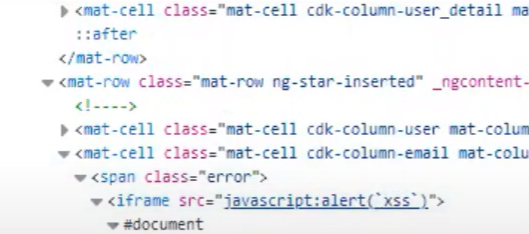 <mat-cell class="mat-cell cdk-column-user_detail ma
::after
</mat-row>
<mat-row class="mat-row ng-star-inserted" _ngcontent-
<!---->
<mat-cell class="mat-cell cdk-column-user mat-colum
<mat-cell class="mat-cell cdk-column-email mat-colu
<span class="error">
<iframe src="javascript:alert(`xss`)">
#document